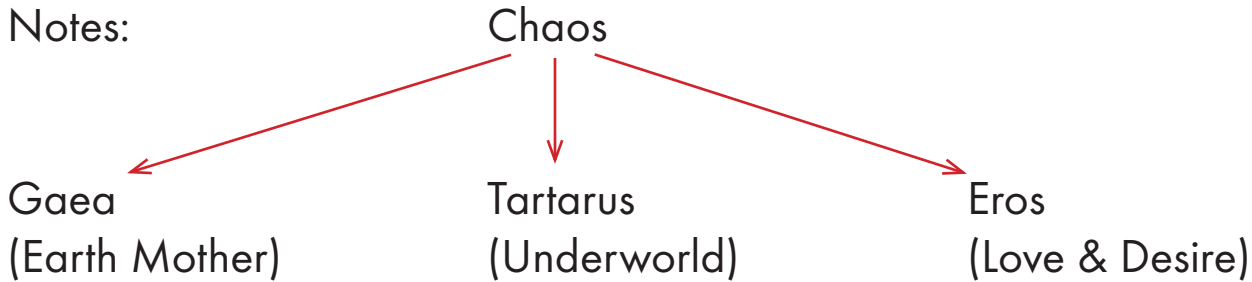 Notes:
Chaos
Gaea
(Earth Mother)
Tartarus
(Underworld)
Eros
(Love & Desire)